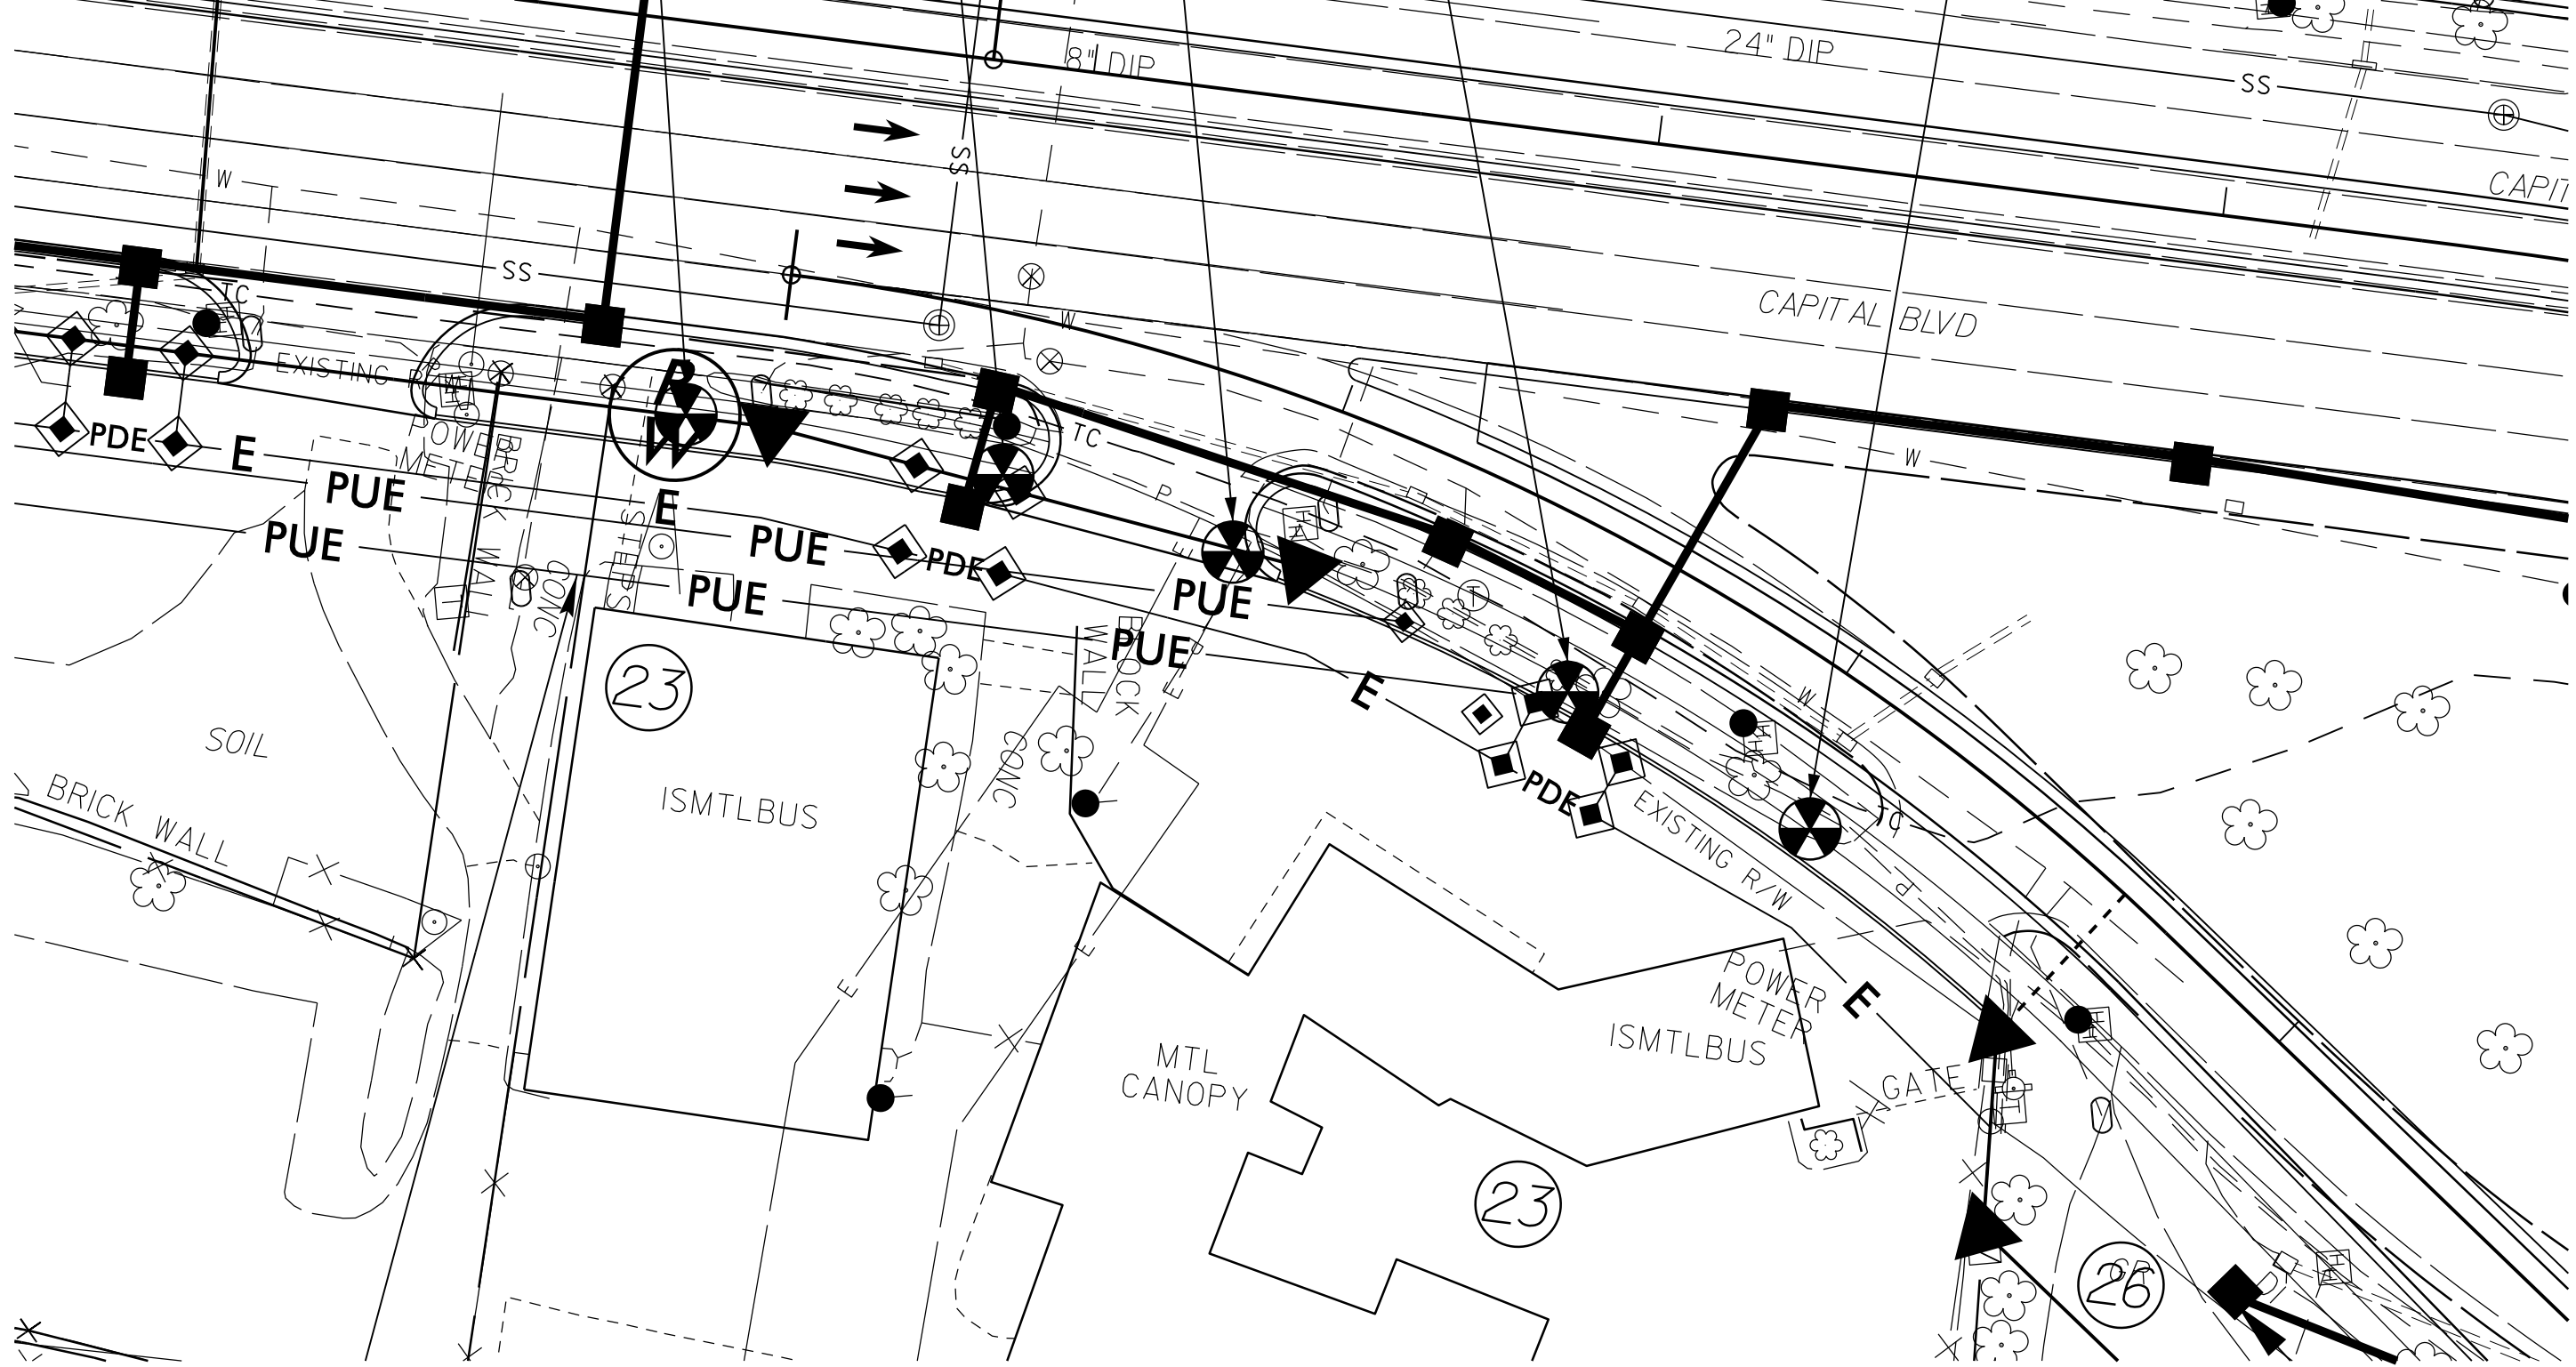 8" DIP
24" DIP
SS
CAPIT
SS
W
CAPITAL BLVD
SS
TC
W
EXISTING R
POWER
METER
BRICK WALL
R
W
TC
W
PDE
E
PUE
PUE
E
STEPS
PUE
PUE
PDE
P
E
PUE
PUE
T
BLOCK
WALL
CONC
23
E
W
SOIL
BRICK WALL
ISMTLBUS
CONC
PDE
EXISTING R/W
TC
P
E
E
POWER
METER
E
ISMTLBUS
MTL
CANOPY
GATE
23
26